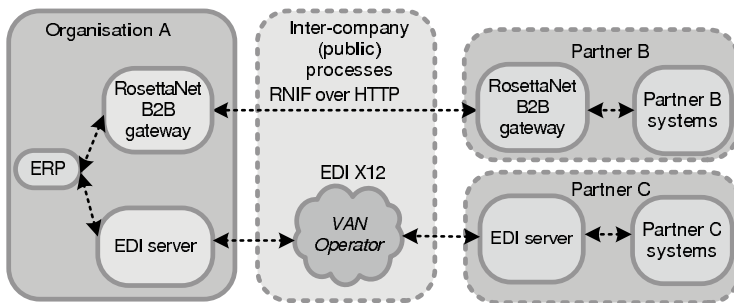 Organisation A
RosettaNet
B2B
gateway
ERP
EDI server
Inter-company
(public)
processes
RNIF over HTTP
EDI X12
VAN
Operator
Partner B
RosettaNet
B2B
gateway
Partner B
systems
Partner C
EDI server
Partner C
systems